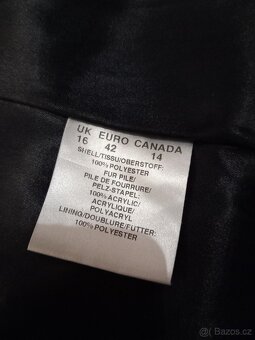 UK EURO CANADA
16 42 14
SHELL/TISSU/OBERSTOFF:
100% POLYESTER
FUR PILE/
PILE DE FOURRURE/
PELZ-STAPEL:
100% ACRYLIC/
ACRYLIQUE/
POLYACRYL
LINING/DOUBLURE/FUTTER:
100% POLYESTER
Bazos.cz